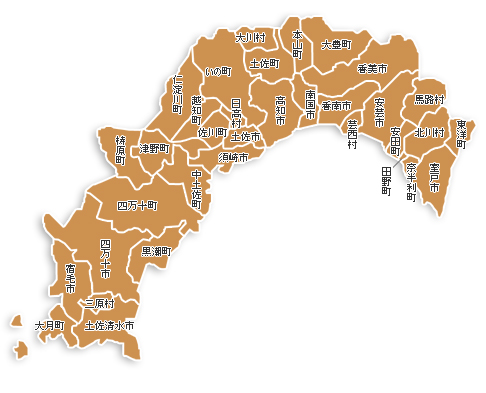 大川村
本山町
大豊町
土佐町
いの町
香美市
仁淀川町
越知町
日高村
高知市
南国市
香南市
安芸市
馬路村
芸西村
安田町
北川村
東洋町
佐川町
土佐市
梼原町
津野町
須崎市
田野町
奈半利町
室戸市
中土佐町
四万十町
四万十市
黒潮町
宿毛市
三原村
大月町
土佐清水市